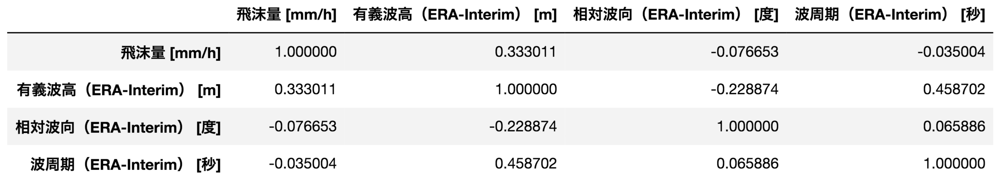 飛沫量 [mm/h] 有義波高（ERA-Interim） [m] 相対波向（ERA-Interim） [度] 波周期（ERA-Interim） [秒]
飛沫量 [mm/h] 1.000000 0.333011 -0.076653 -0.035004
有義波高（ERA-Interim） [m] 0.333011 1.000000 -0.228874 0.458702
相対波向（ERA-Interim） [度] -0.076653 -0.228874 1.000000 0.065886
波周期（ERA-Interim） [秒] -0.035004 0.458702 0.065886 1.000000